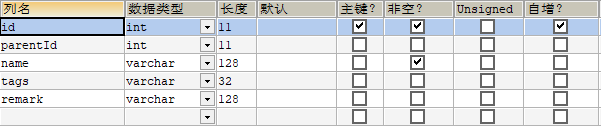 列名 数据类型 长度 默认 主键? 非空? Unsigned 自增?
id int 11
parentId int 11
name varchar 128
tags varchar 32
remark varchar 128